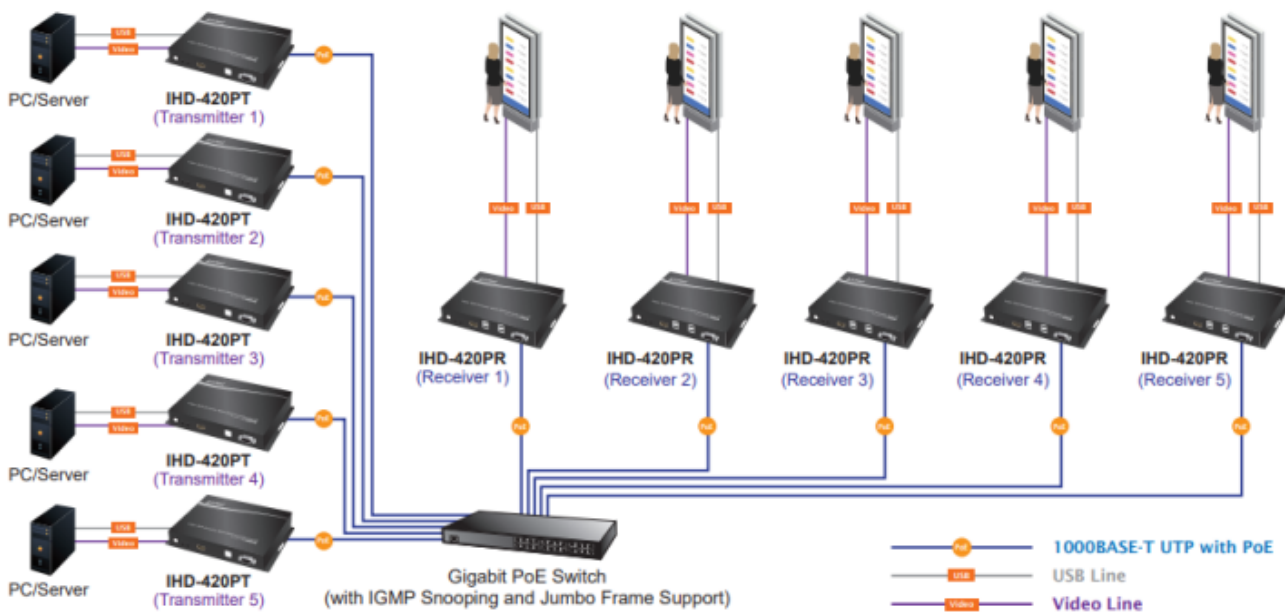 USB
Video
PoE
PC/Server
IHD-420PT
(Transmitter 1)
USB
Video
PoE
PC/Server
IHD-420PT
(Transmitter 2)
USB
Video
PoE
PC/Server
IHD-420PT
(Transmitter 3)
USB
Video
PoE
PC/Server
IHD-420PT
(Transmitter 4)
USB
Video
PoE
PC/Server
IHD-420PT
(Transmitter 5)
Video USB
Video USB
Video USB
Video USB
Video USB
IHD-420PR
(Receiver 1)
IHD-420PR
(Receiver 2)
IHD-420PR
(Receiver 3)
IHD-420PR
(Receiver 4)
IHD-420PR
(Receiver 5)
PoE
PoE
PoE
PoE
PoE
Gigabit PoE Switch
(with IGMP Snooping and Jumbo Frame Support)
PoE 1000BASE-T UTP with PoE
USB USB Line
Video Video Line